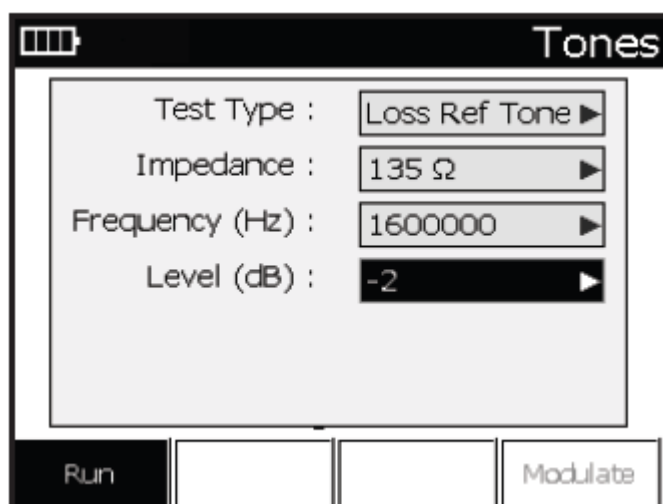 Tones
Test Type : Loss Ref Tone
Impedance : 135 Ω
Frequency (Hz) : 1600000
Level (dB) : -2
Run Modulate